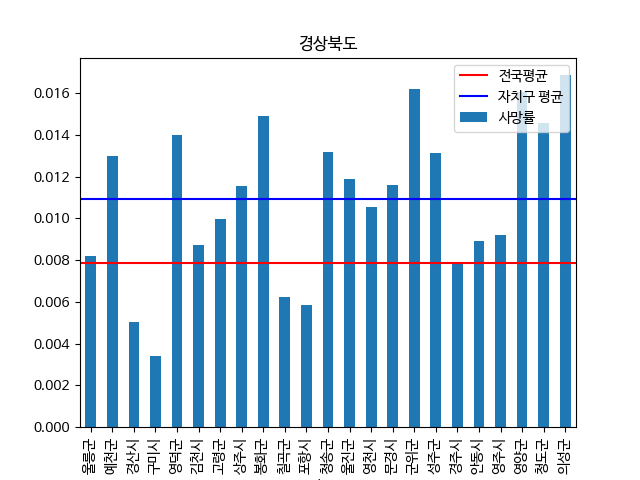 경상북도
전국평균
자치구 평균
사망률
0.016
0.014
0.012
0.010
0.008
0.006
0.004
0.002
0.000
울릉군
예천군
경산시
구미시
영덕군
김천시
고령군
상주시
봉화군
칠곡군
포항시
청송군
울진군
영천시
문경시
군위군
성주군
경주시
안동시
영주시
영양군
청도군
의성군